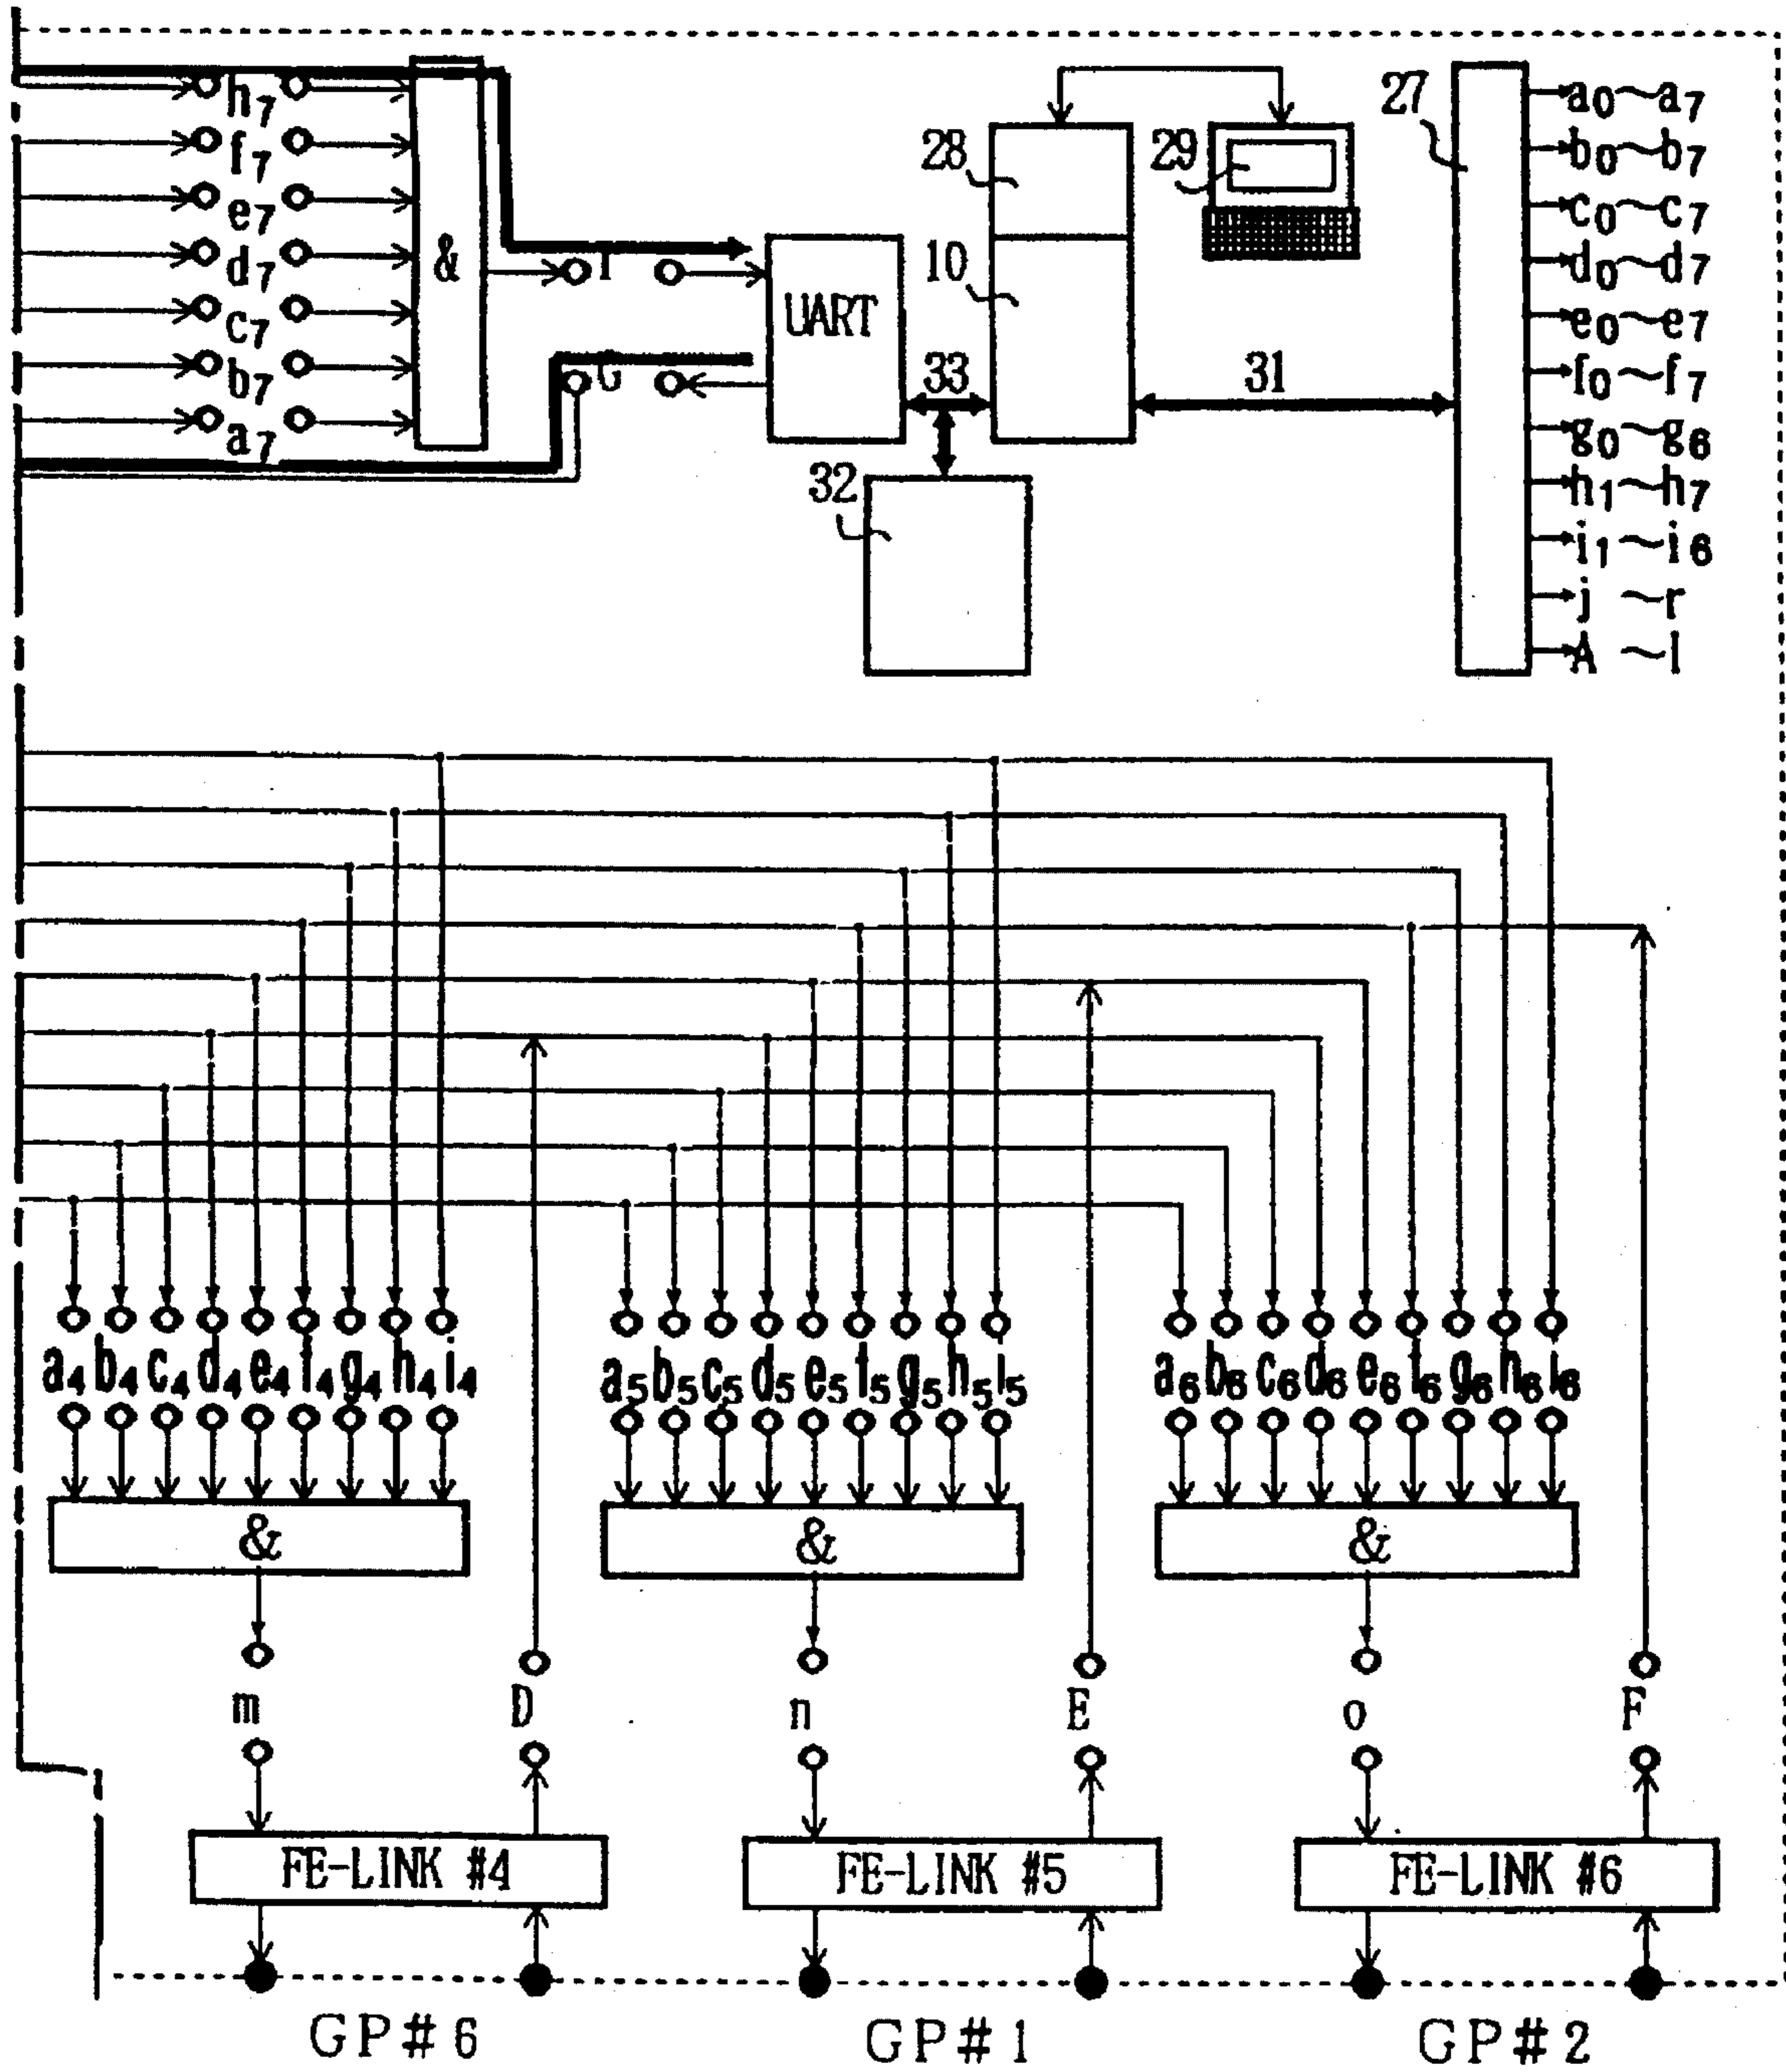 h7
f7
e7
d7
c7
b7
a7
&
UART
G
28
10
29
33
31
32
27
a0~a7
b0~b7
c0~c7
d0~d7
e0~e7
f0~f7
g0~g6
h1~h7
i1~i6
j ~r
A ~I
a4 b4 c4 d4 e4 f4 g4 h4 i4
a5 b5 c5 d5 e5 f5 g5 h5 i5
a6 b6 c6 d6 e6 f6 g6 h6 i6
& & &
m D n E o F
FE-LINK #4 FE-LINK #5 FE-LINK #6
GP#6 GP#1 GP#2